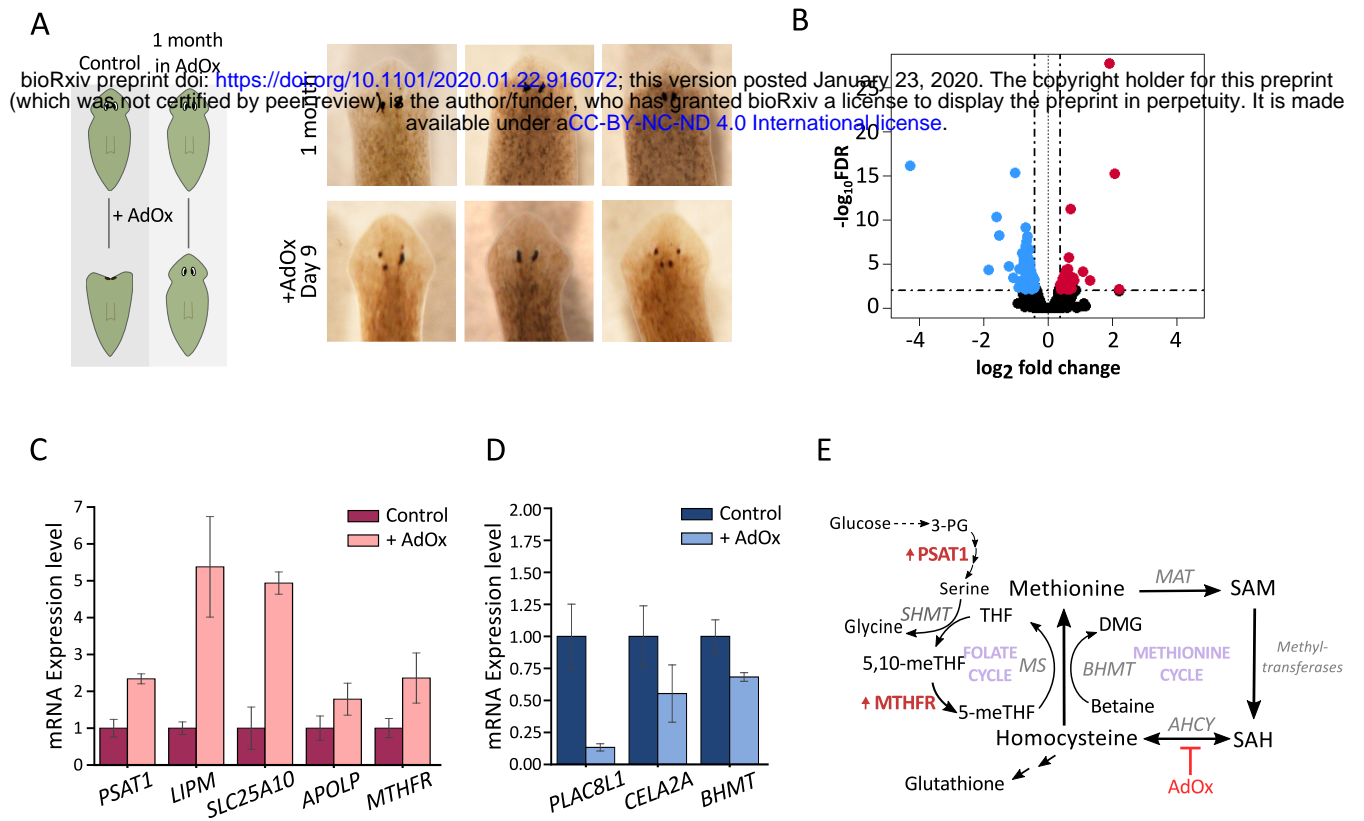 A
B
Control
1 month
in AdOx
bioRxiv preprint doi: https://doi.org/10.1101/2020.01.22.916072; this version posted January 23, 2020. The copyright holder for this preprint
(which was not certified by peer review) is the author/funder, who has granted bioRxiv a license to display the preprint in perpetuity. It is made
available under aCC-BY-NC-ND 4.0 International license.
+ AdOx
1 month
+AdOx
Day 9
25
20
15
10
5
0
-log10FDR
-4
-2
0
2
4
log2 fold change
C
7
6
5
4
3
2
1
0
mRNA Expression level
Control
+ AdOx
PSAT1
LIPM
SLC25A10
APOLP
MTHFR
D
2.00
1.75
1.50
1.25
1.00
0.75
0.50
0.25
0.00
mRNA Expression level
Control
+ AdOx
PLAC8L1
CELA2A
BHMT
E
Glucose
3-PG
PSAT1
Serine
Methionine
MAT
SAM
SHMT
THF
Glycine
DMG
FOLATE
CYCLE
MS
BHMT
METHIONINE
CYCLE
Methyl-
transferases
5,10-meTHF
MTHFR
5-meTHF
Betaine
Homocysteine
AHCY
SAH
Glutathione
AdOx